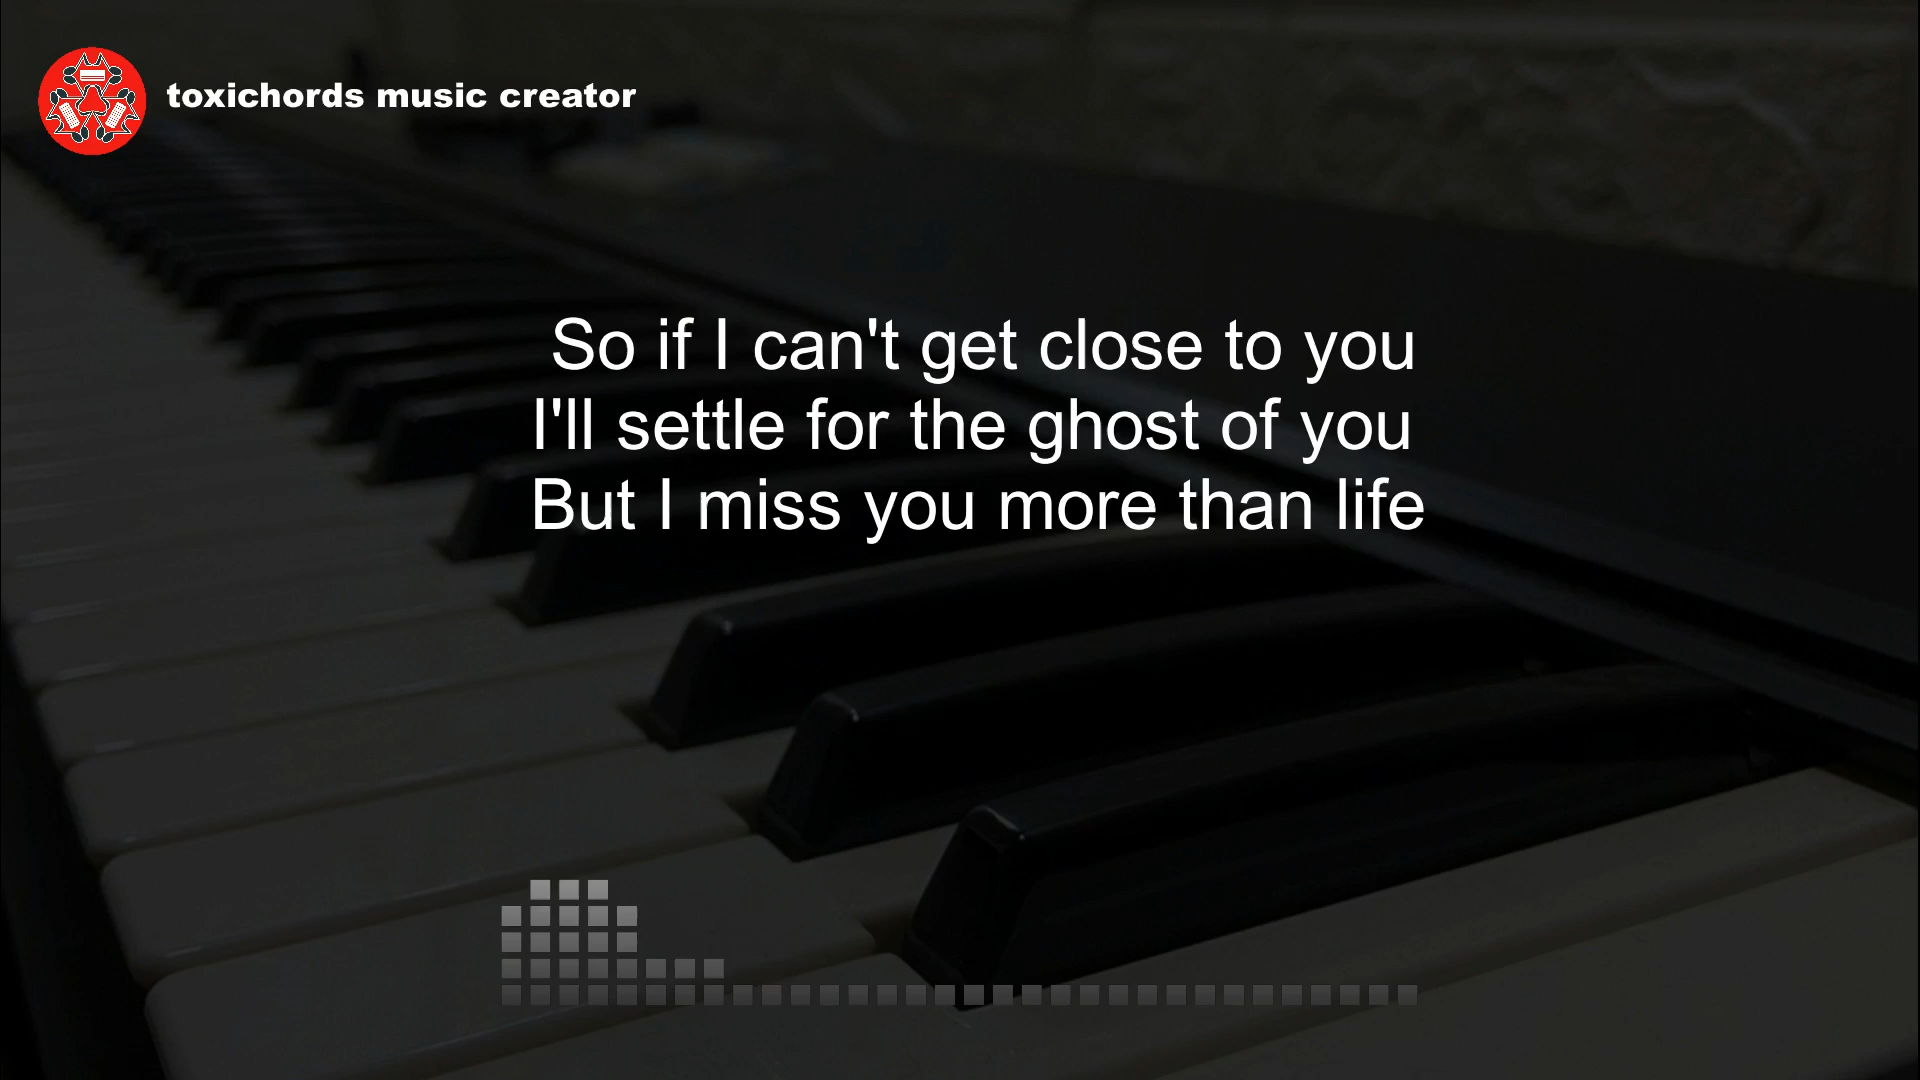 toxichords music creator
So if I can't get close to you
I'll settle for the ghost of you
But I miss you more than life